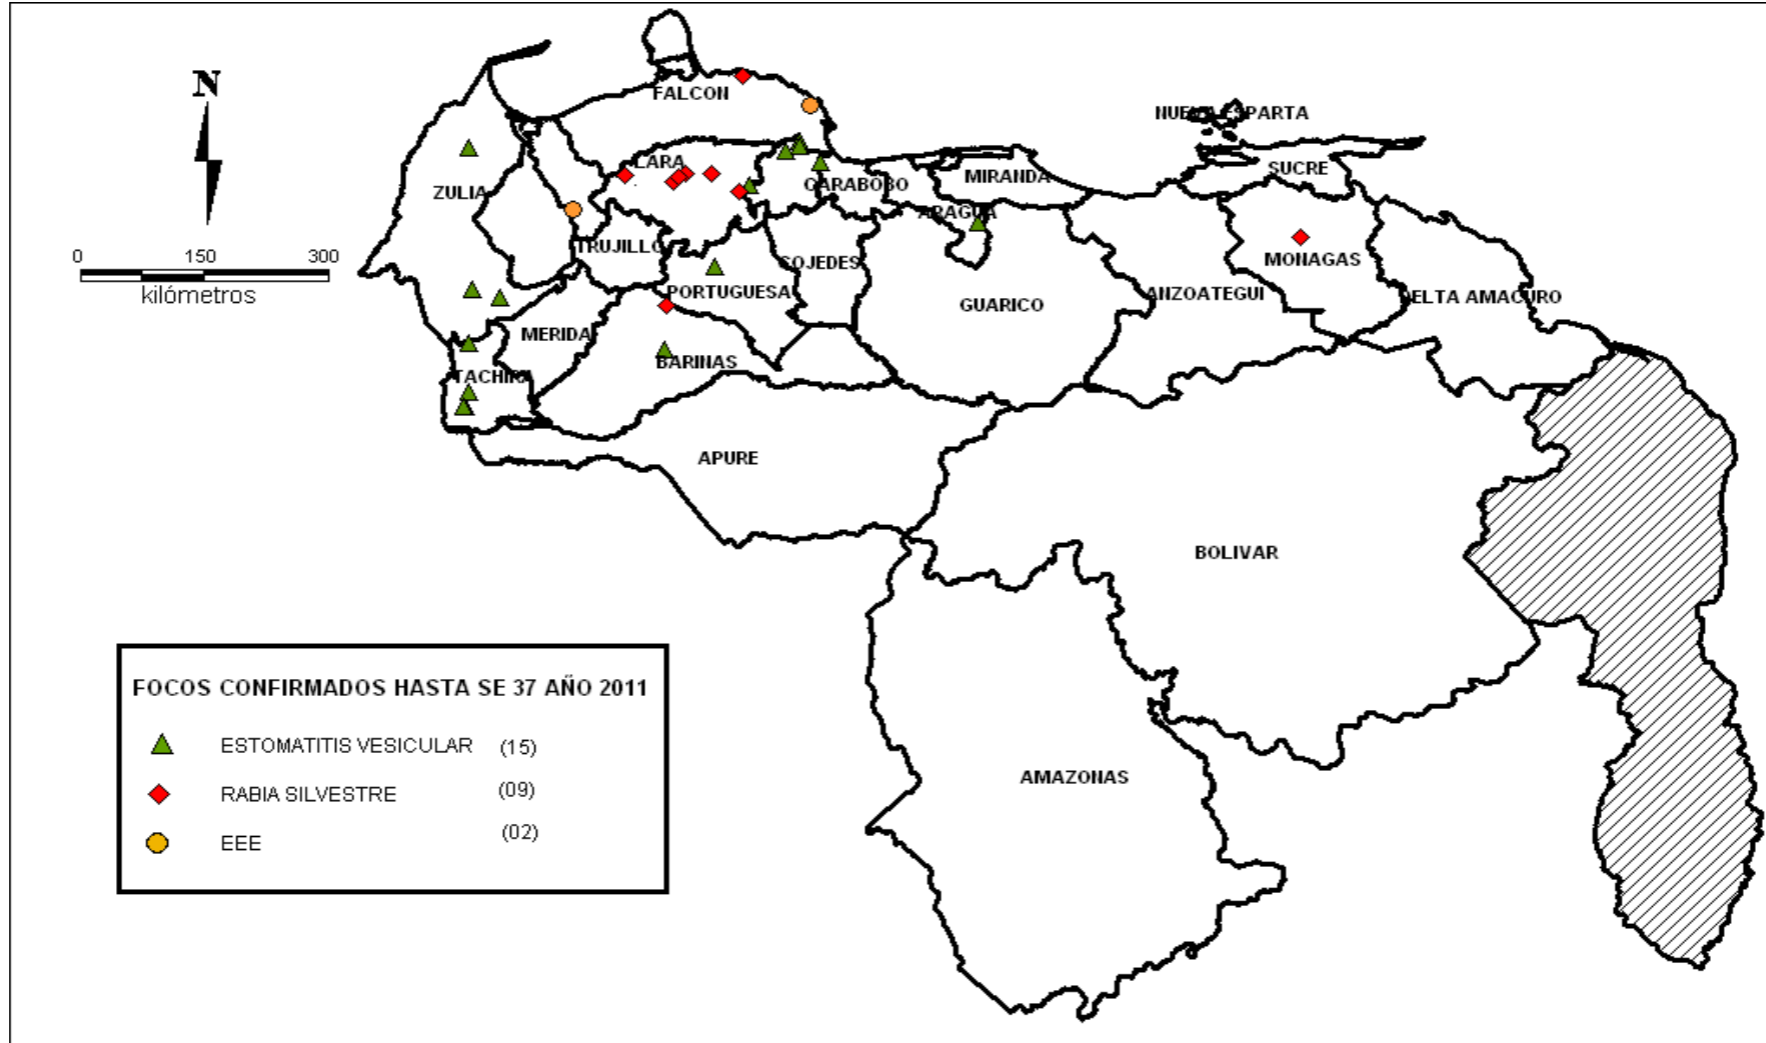 N
0 150 300
kilómetros
FALCON
NUEVA ESPARTA
LARA
SUCRE
ZULIA
CARABOBO
MIRANDA
ARAGUA
TRUJILLO
COJEDES
MONAGAS
PORTUGUESA
ANZOATEGUI
DELTA AMACURO
GUARICO
MERIDA
BARINAS
TACHIRA
APURE
BOLIVAR
AMAZONAS
FOCOS CONFIRMADOS HASTA SE 37 AÑO 2011
ESTOMATITIS VESICULAR (15)
RABIA SILVESTRE (09)
EEE (02)